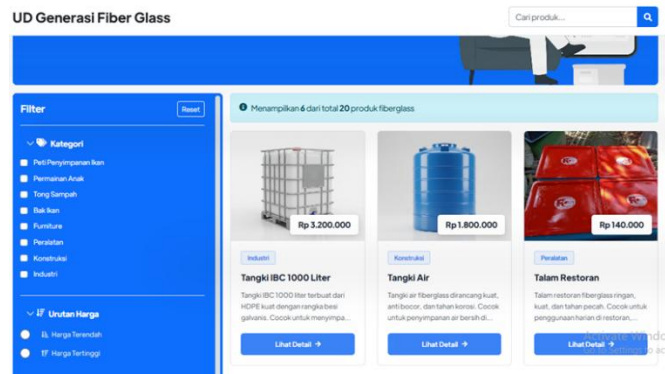 UD Generasi Fiber Glass
Cari produk...
Filter
Reset
Kategori
Peti Penyimpanan Ikan
Permainan Anak
Tong Sampah
Bak Ikan
Furniture
Peralatan
Konstruksi
Industri
Urutan Harga
Harga Terendah
Harga Tertinggi
Menampilkan 6 dari total 20 produk fiberglass
Rp 3.200.000
Industri
Tangki IBC 1000 Liter
Tangki IBC 1000 liter terbuat dari
HDPE kuat dengan rangka besi
galvanis. Cocok untuk menyimpa...
Lihat Detail →
Rp 1.800.000
Konstruksi
Tangki Air
Tangki air fiberglass dirancang kuat,
anti bocor, dan tahan korosi. Cocok
untuk penyimpanan air bersih di...
Lihat Detail →
Rp 140.000
Peralatan
Talam Restoran
Talam restoran fiberglass ringan,
kuat, dan tahan pecah. Cocok untuk
penggunaan harian di restoran,...
Lihat Detail →
Activate Windo